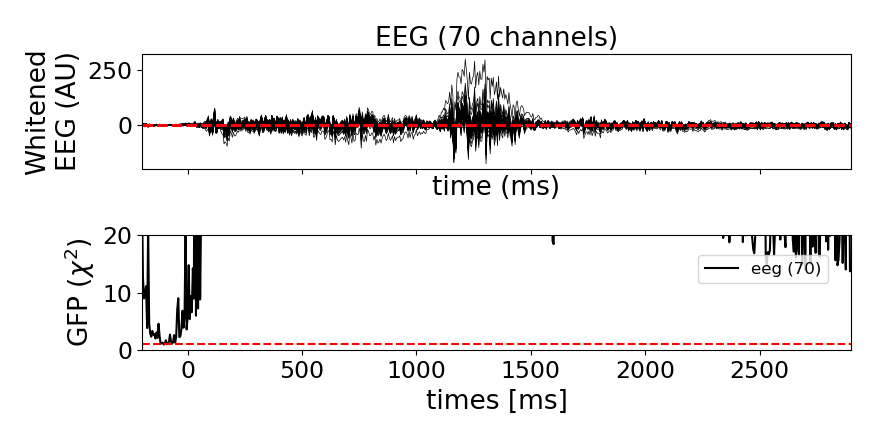 EEG (70 channels)
Whitened
EEG (AU)
250
0
time (ms)
GFP (χ²)
20
10
0
eeg (70)
0
500
1000
1500
2000
2500
times [ms]